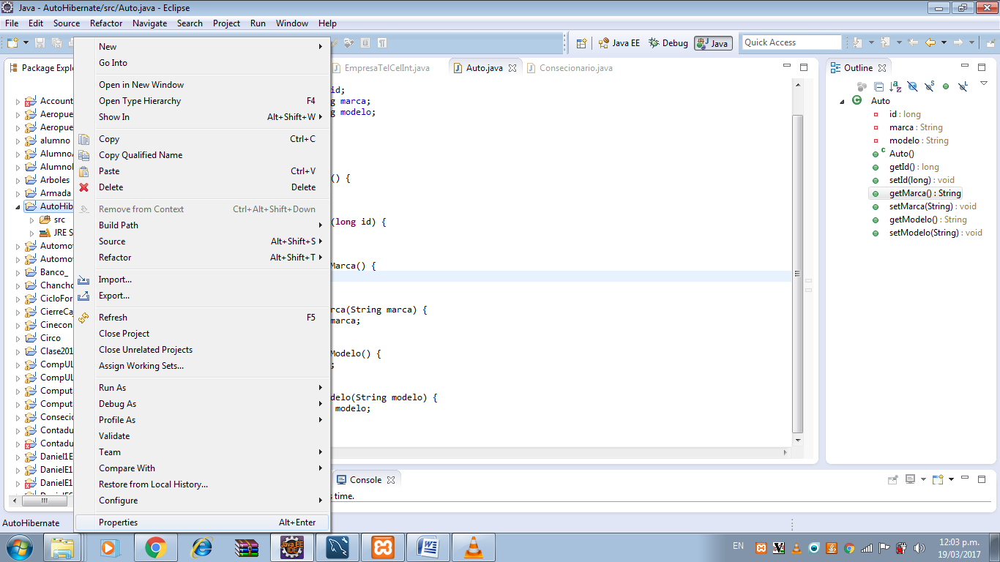 Java - AutoHibernate/src/Auto.java - Eclipse
File Edit Source Refactor Navigate Search Project Run Window Help
Java EE Debug Java Quick Access
Package Explo
Account
Aeropue
Aeropue
alumno
AlumnoA
Arboles
Armada
AutoHib
src
JRE S
Automo
Automo
Banco_
Chancho
CicloFor
CierreCa
Cinecon
Circo
Clase201
CompUL
CompUL
Comput
Comput
Consecio
Contadu
Contadu
Daniel1E
DanielE1
DanielE1
New
Go Into
Open in New Window
Open Type Hierarchy F4
Show In Alt+Shift+W
Copy Ctrl+C
Copy Qualified Name
Paste Ctrl+V
Delete Delete
Remove from Context Ctrl+Alt+Shift+Down
Build Path
Source Alt+Shift+S
Refactor Alt+Shift+T
Import...
Export...
Refresh F5
Close Project
Close Unrelated Projects
Assign Working Sets...
Run As
Debug As
Profile As
Validate
Team
Compare With
Restore from Local History...
Configure
Properties Alt+Enter
EmpresaTelCelInt.java Auto.java Consecionario.java
id;
g marca;
g modelo;
() {
(long id) {
Marca() {
rca(String marca) {
marca;
Modelo() {
;
delo(String modelo) {
modelo;
Console
s time.
Outline
Auto
id : long
marca : String
modelo : String
Auto()
getId() : long
setId(long) : void
getMarca() : String
setMarca(String) : void
getModelo() : String
setModelo(String) : void
AutoHibernate
Java EE
IDE
EN
12:03 p.m.
19/03/2017